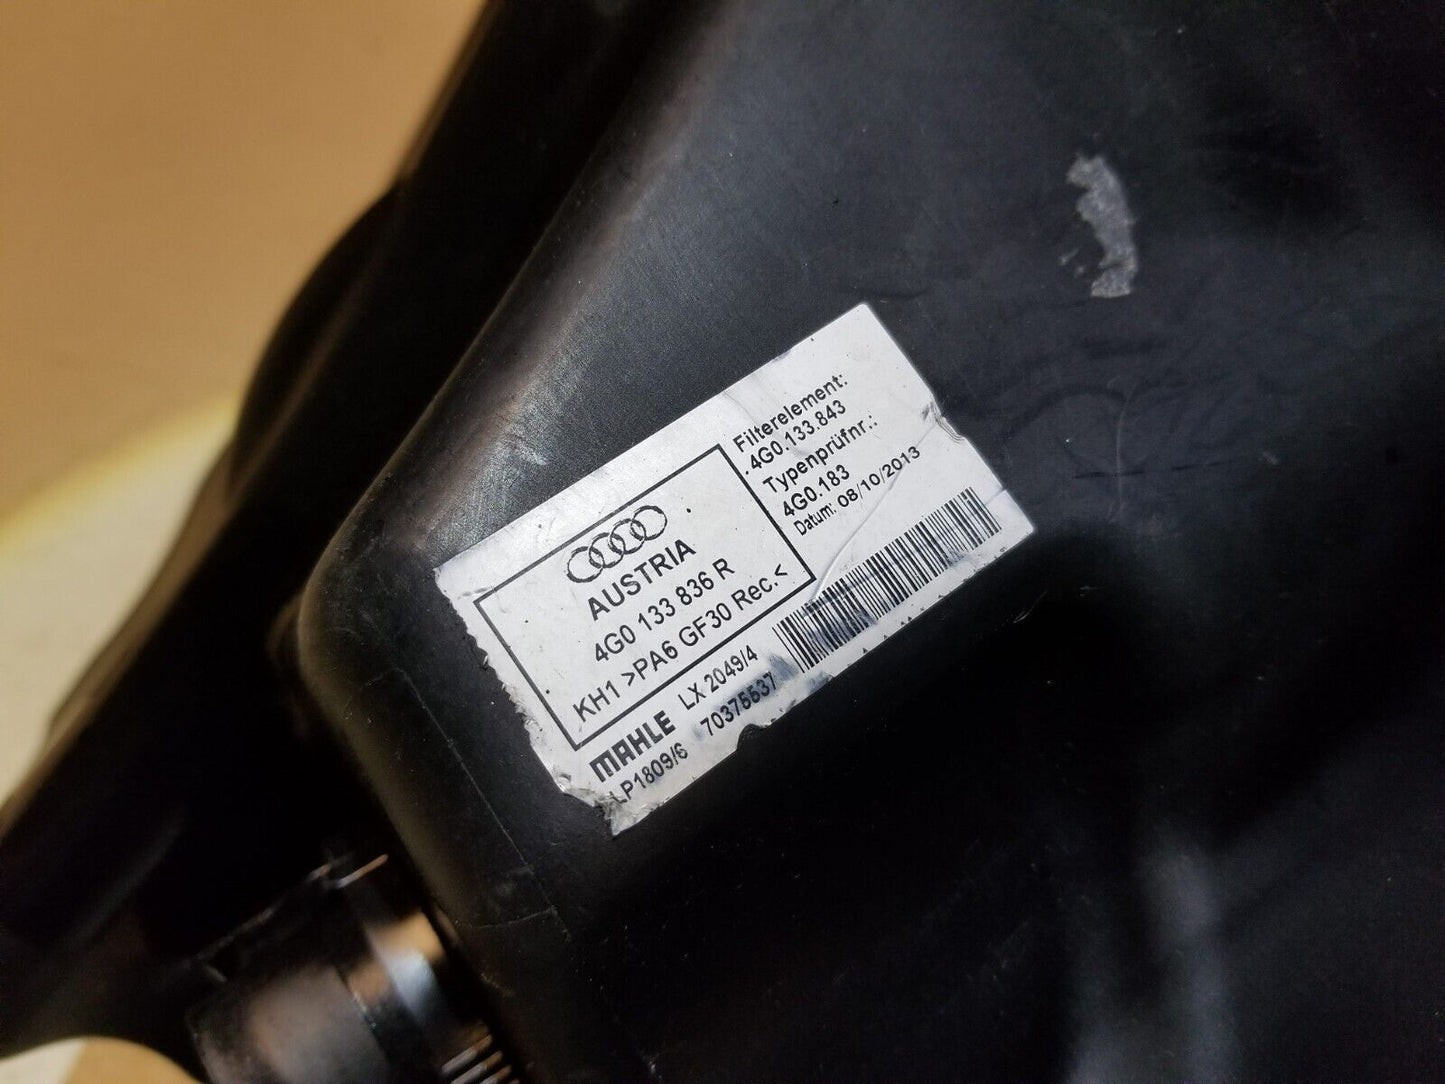 AUSTRIA
4G0 133 836 R
KH1 >PA6 GF30 Rec.<
Filterelement:
4G0.133.843
Typenprüfnr.:
4G0.183
Datum: 08/10/2013
MAHLE LX 2049/4
LP1809/6 70375537